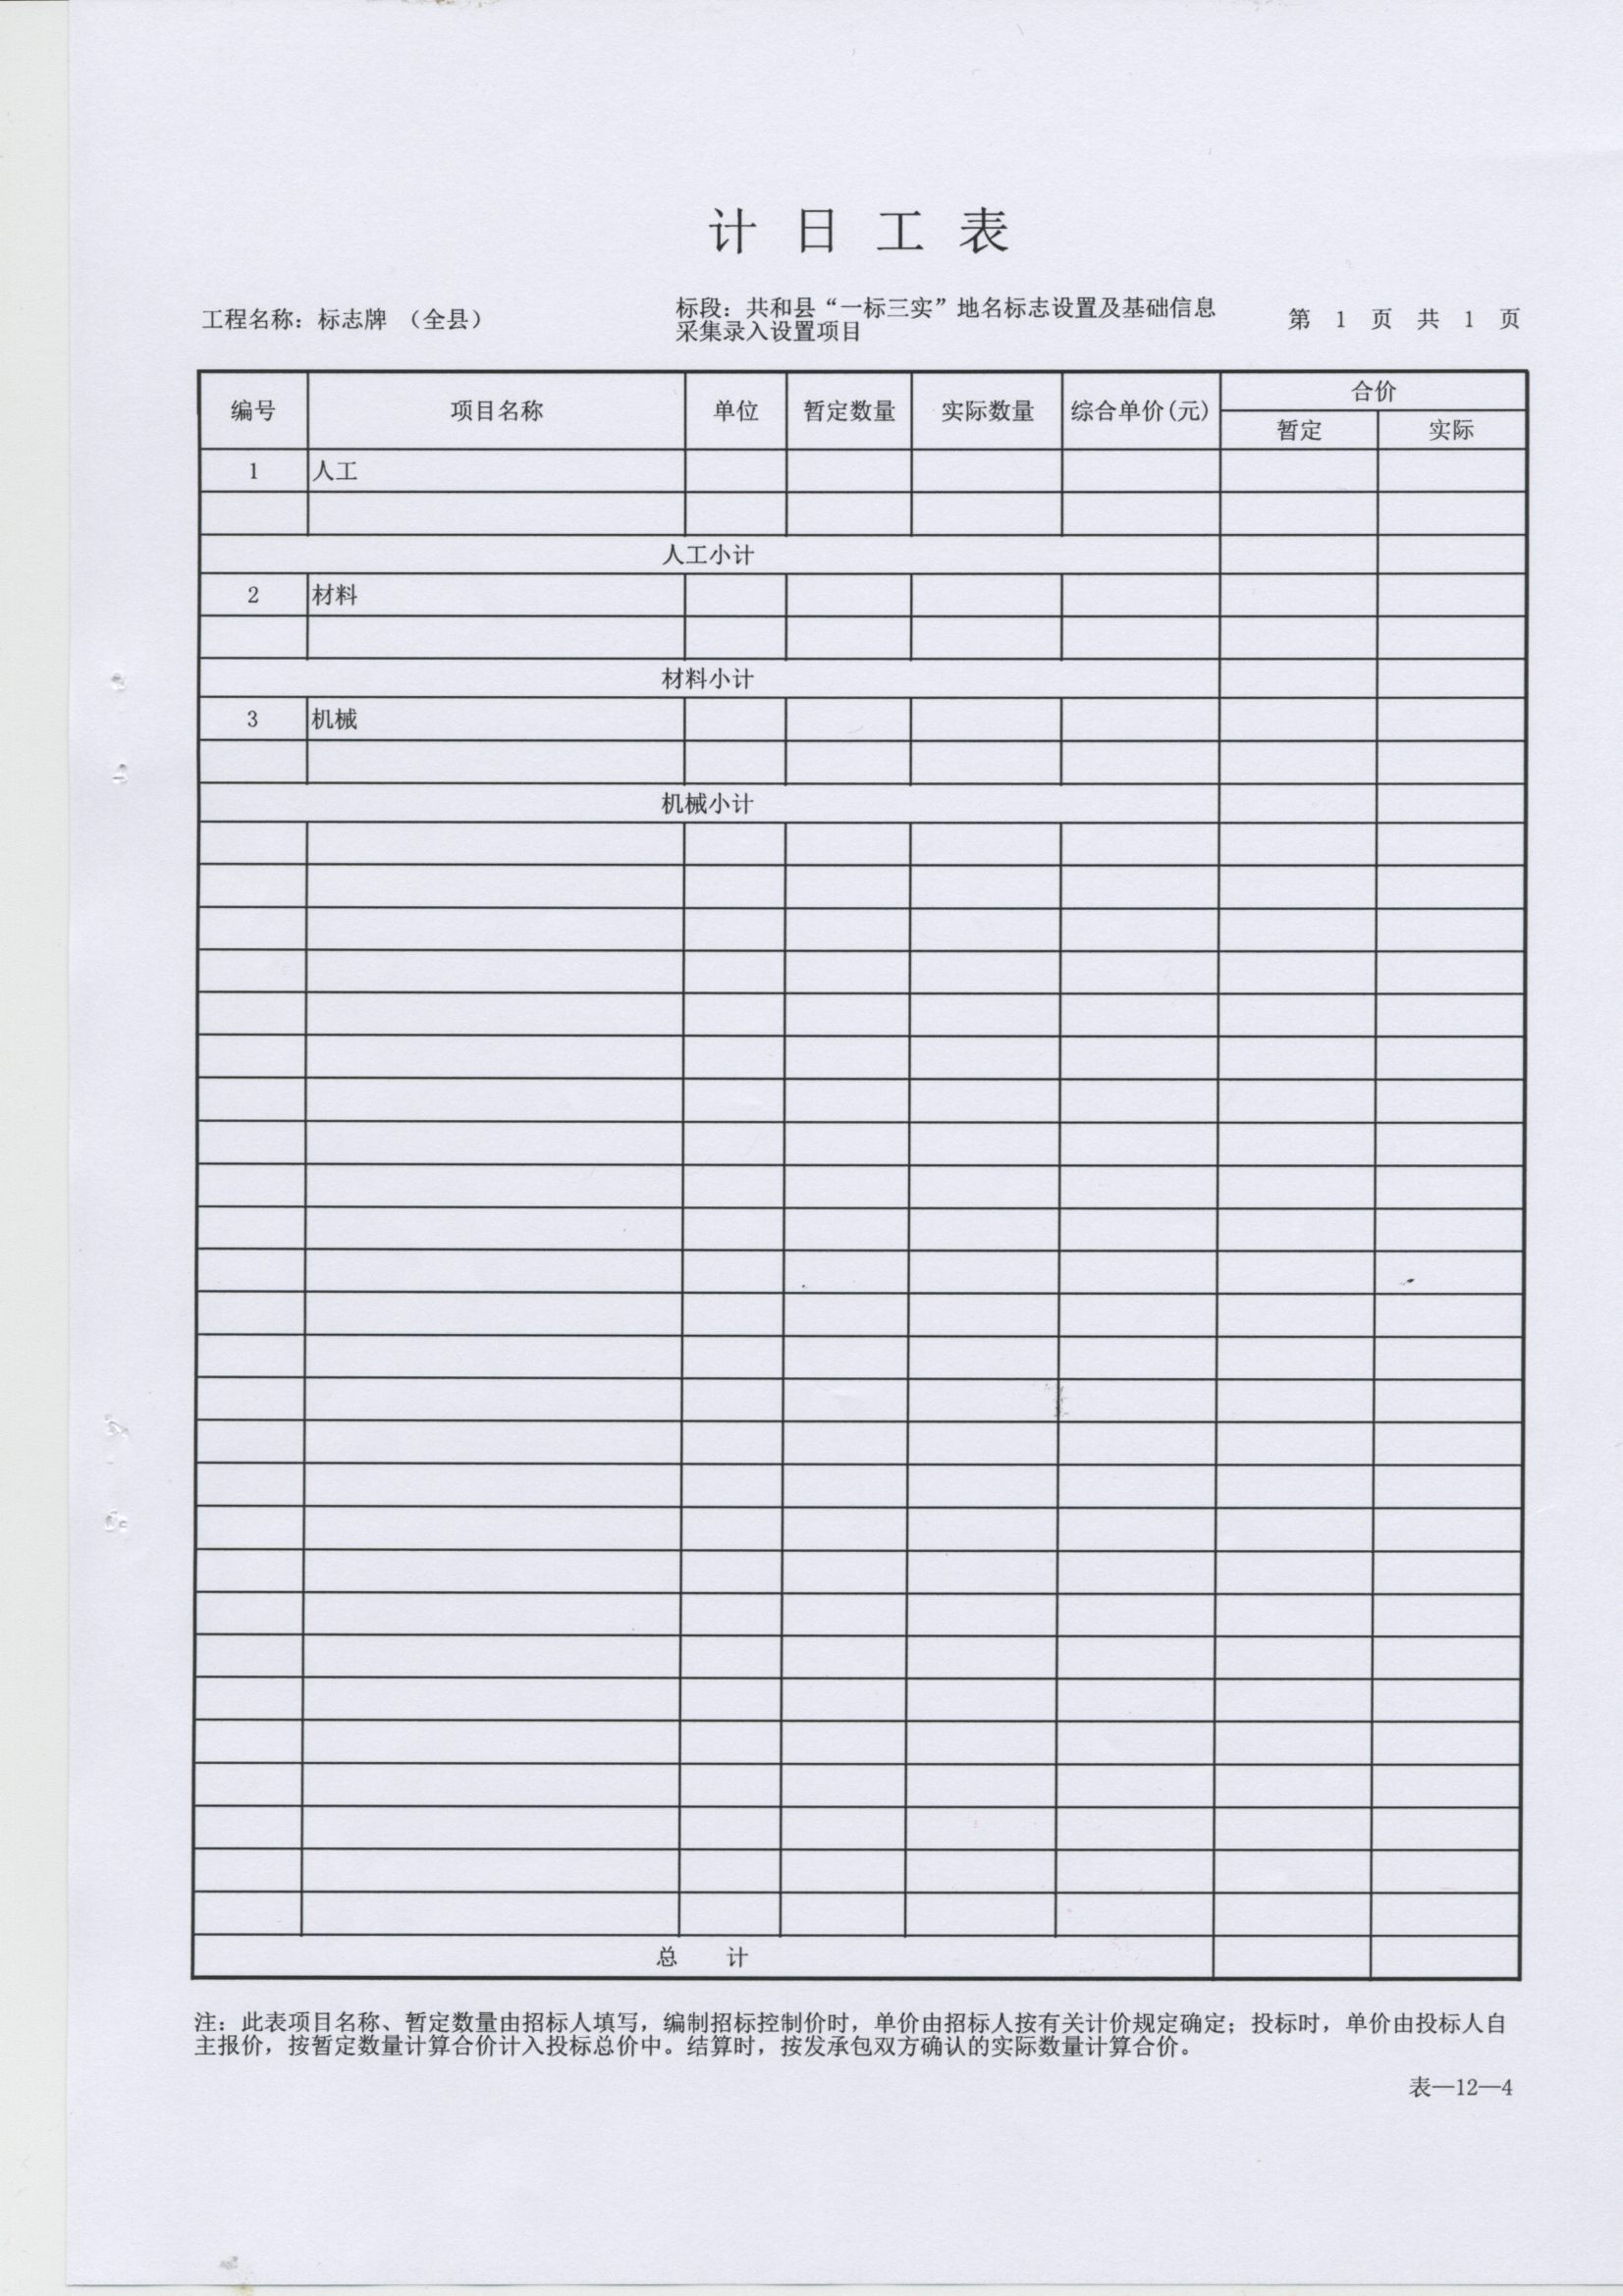 计日工表
工程名称：标志牌（全县）
标段：共和县“一标三实”地名标志设置及基础信息
采集录入设置项目
第 1 页 共 1 页
编号 项目名称 单位 暂定数量 实际数量 综合单价(元) 合价
暂定 实际
1 人工
人工小计
2 材料
材料小计
3 机械
机械小计
总 计
注：此表项目名称、暂定数量由招标人填写，编制招标控制价时，单价由招标人按有关计价规定确定；投标时，单价由投标人自
主报价，按暂定数量计算合价计入投标总价中。结算时，按发承包双方确认的实际数量计算合价。
表—12—4